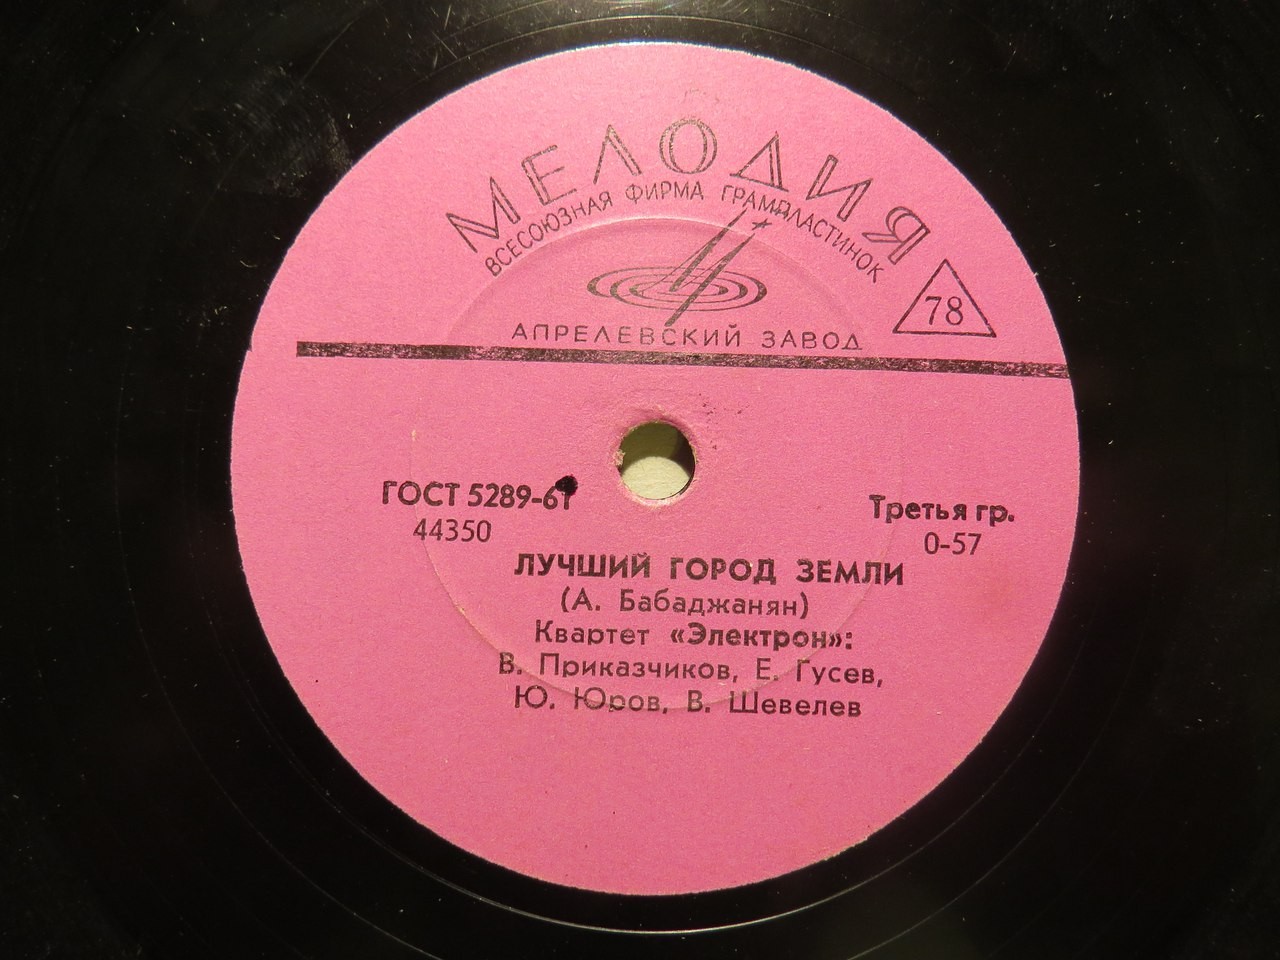 МЕЛОДИЯ
ВСЕСОЮЗНАЯ ФИРМА ГРАМПЛАСТИНОК
78
АПРЕЛЕВСКИЙ ЗАВОД
ГОСТ 5289-61
Третья гр.
44350
0-57
ЛУЧШИЙ ГОРОД ЗЕМЛИ
(А. Бабаджанян)
Квартет «Электрон»:
В. Приказчиков, Е. Гусев,
Ю. Юров, В. Шевелев